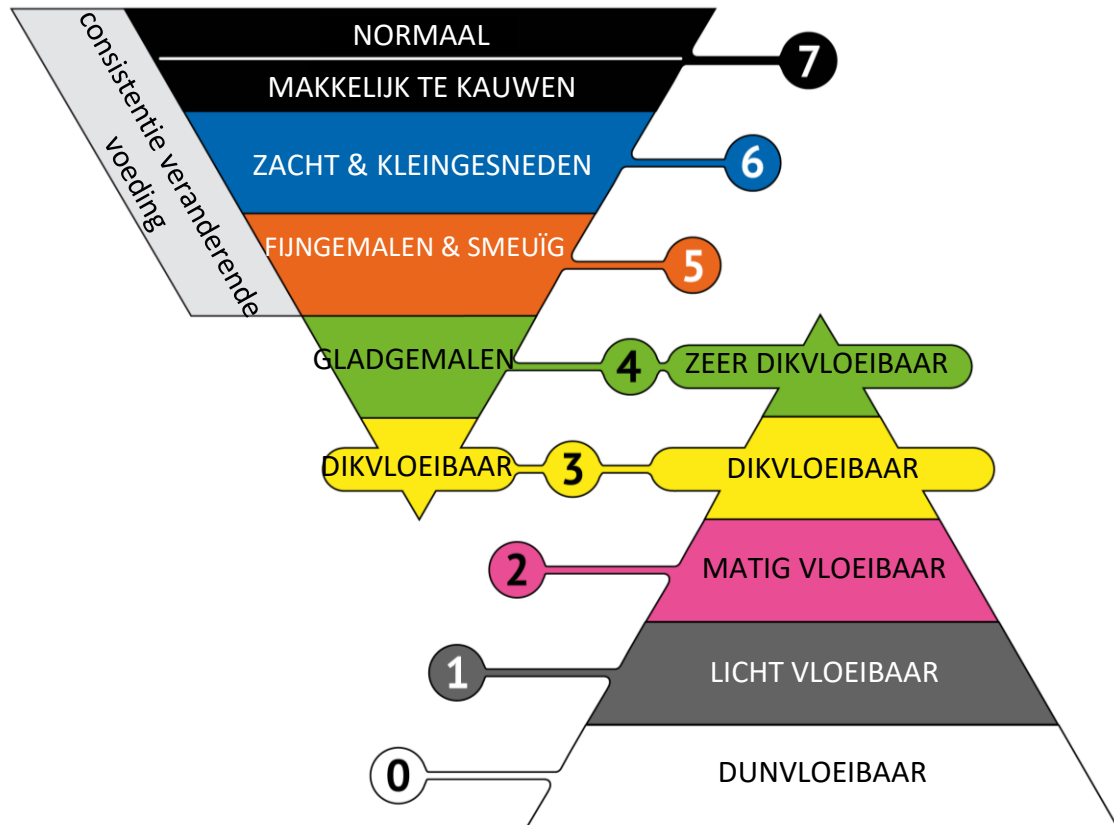 NORMAAL
7
MAKKELIJK TE KAUWEN
consistentie veranderende
voeding
ZACHT & KLEINGESNEDEN
6
FIJNGEMALEN & SMEUÏG
5
GLADGEMALEN
4
ZEER DIKVLOEIBAAR
DIKVLOEIBAAR
3
DIKVLOEIBAAR
2
MATIG VLOEIBAAR
1
LICHT VLOEIBAAR
0
DUNVLOEIBAAR